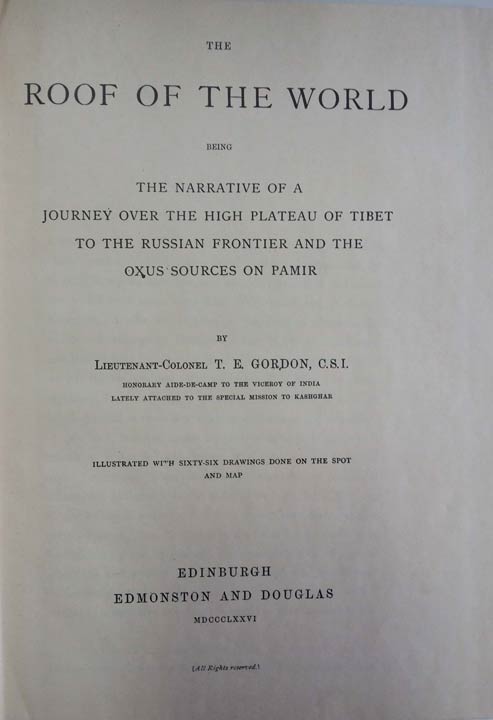 THE
ROOF OF THE WORLD
BEING
THE NARRATIVE OF A
JOURNEY OVER THE HIGH PLATEAU OF TIBET
TO THE RUSSIAN FRONTIER AND THE
OXUS SOURCES ON PAMIR
BY
LIEUTENANT-COLONEL T. E. GORDON, C.S.I.
HONORARY AIDE-DE-CAMP TO THE VICEROY OF INDIA
LATELY ATTACHED TO THE SPECIAL MISSION TO KASHGHAR
ILLUSTRATED WITH SIXTY-SIX DRAWINGS DONE ON THE SPOT
AND MAP
EDINBURGH
EDMONSTON AND DOUGLAS
MDCCCLXXVI
[All Rights reserved.]